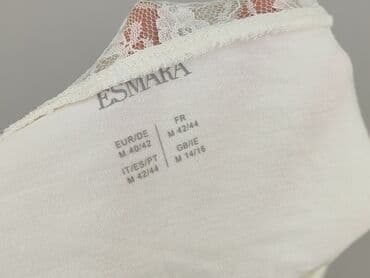 ESMARA
EUR/DE
M 40/42
FR
M 42/44
IT/ES/PT
M 42/44
GB/IE
M 14/16